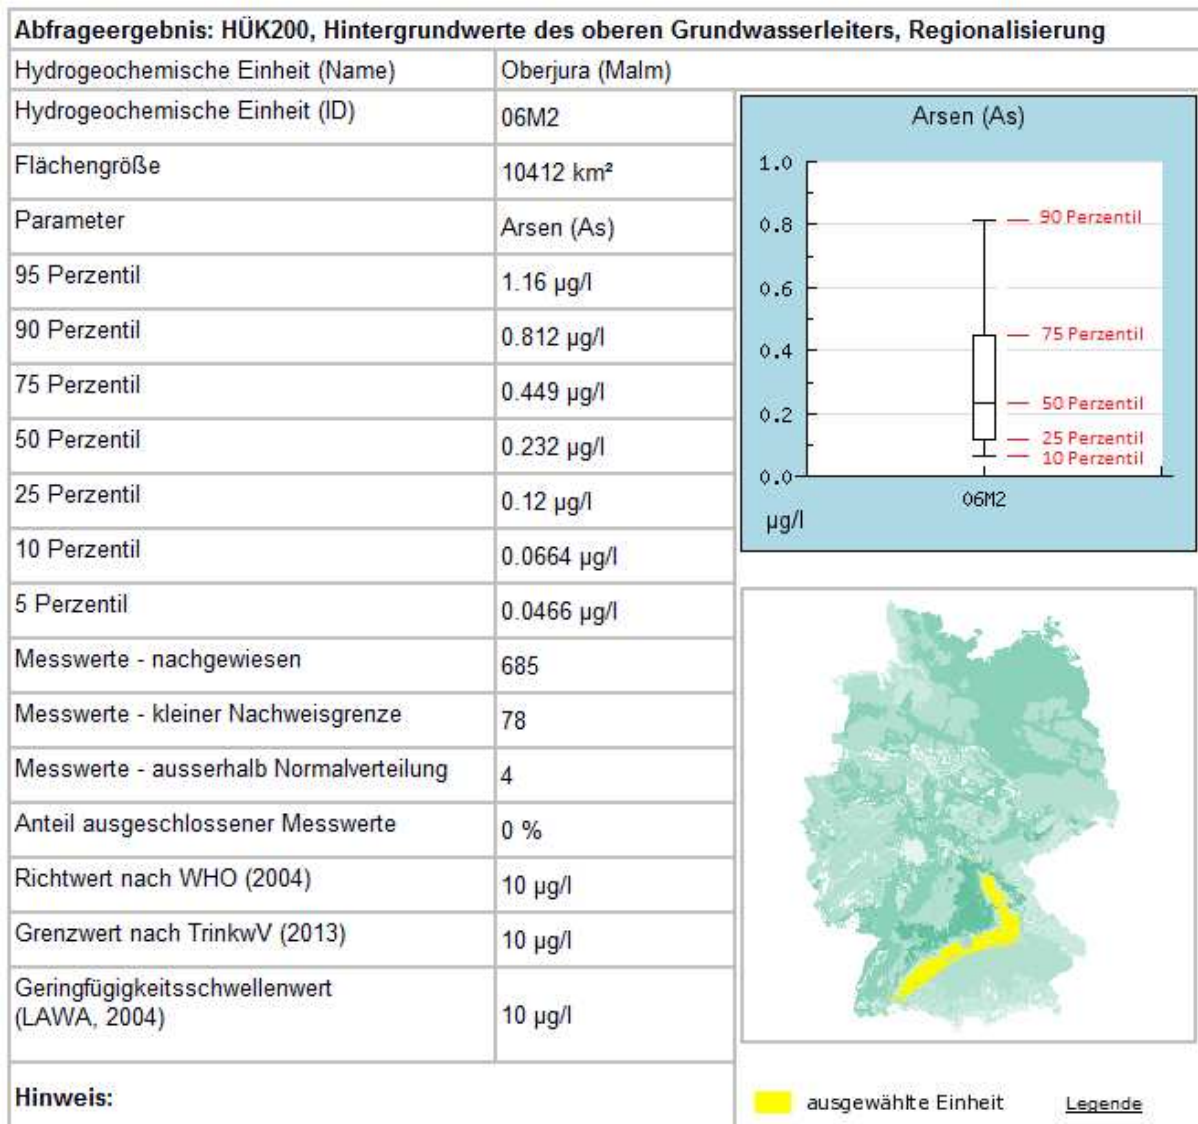 Abfrageergebnis: HÜK200, Hintergrundwerte des oberen Grundwasserleiters, Regionalisierung
Hydrogeochemische Einheit (Name) Oberjura (Malm)
Hydrogeochemische Einheit (ID) 06M2
Flächengröße 10412 km²
Parameter Arsen (As)
95 Perzentil 1.16 µg/l
90 Perzentil 0.812 µg/l
75 Perzentil 0.449 µg/l
50 Perzentil 0.232 µg/l
25 Perzentil 0.12 µg/l
10 Perzentil 0.0664 µg/l
5 Perzentil 0.0466 µg/l
Messwerte - nachgewiesen 685
Messwerte - kleiner Nachweisgrenze 78
Messwerte - ausserhalb Normalverteilung 4
Anteil ausgeschlossener Messwerte 0 %
Richtwert nach WHO (2004) 10 µg/l
Grenzwert nach TrinkwV (2013) 10 µg/l
Geringfügigkeitsschwellenwert
(LAWA, 2004) 10 µg/l
Hinweis:
Arsen (As)
1.0
0.8 90 Perzentil
0.6
75 Perzentil
0.4
50 Perzentil
0.2
25 Perzentil
10 Perzentil
0.0
06M2
µg/l
ausgewählte Einheit Legende